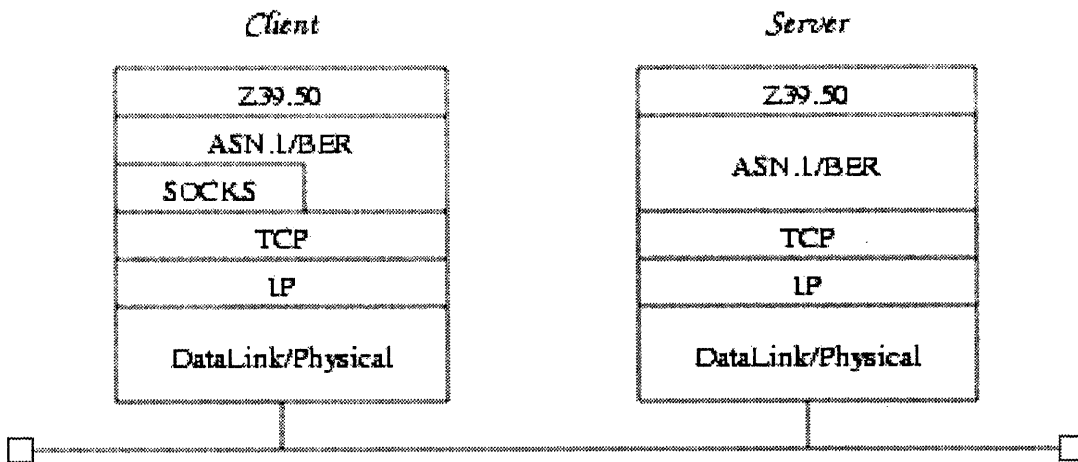 Client
Z39.50
ASN.1/BER
SOCKS
TCP
IP
DataLink/Physical
Server
Z39.50
ASN.1/BER
TCP
IP
DataLink/Physical